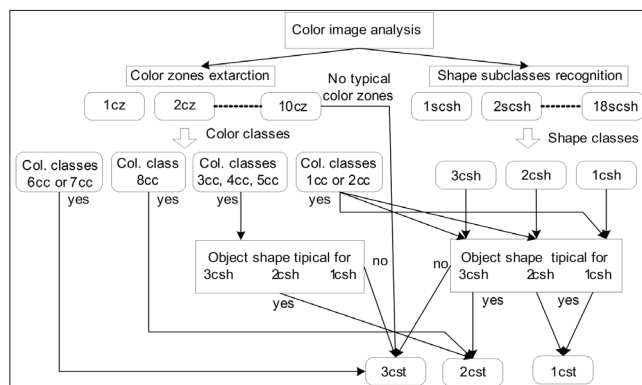 Color image analysis
Color zones extarction
No typical
color zones
Shape subclasses recognition
1cz
2cz
10cz
1scsh
2scsh
18scsh
Color classes
Shape classes
Col. classes
6cc or 7cc
Col. class
8cc
Col. classes
3cc, 4cc, 5cc
Col. classes
1cc or 2cc
3csh
2csh
1csh
yes
yes
yes
yes
Object shape tipical for
3csh 2csh 1csh
no
no
Object shape tipical for
3csh 2csh 1csh
yes
yes
yes
3cst
2cst
1cst